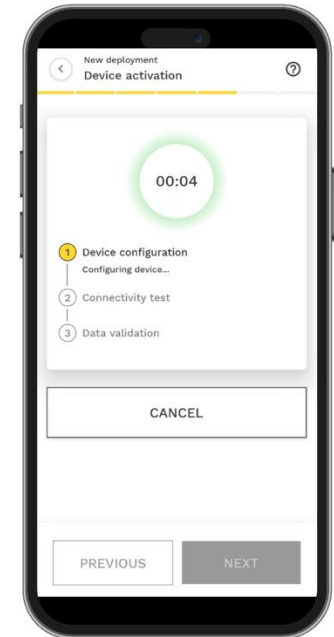 New deployment
Device activation
00:04
1 Device configuration
Configuring device...
2 Connectivity test
3 Data validation
CANCEL
PREVIOUS
NEXT